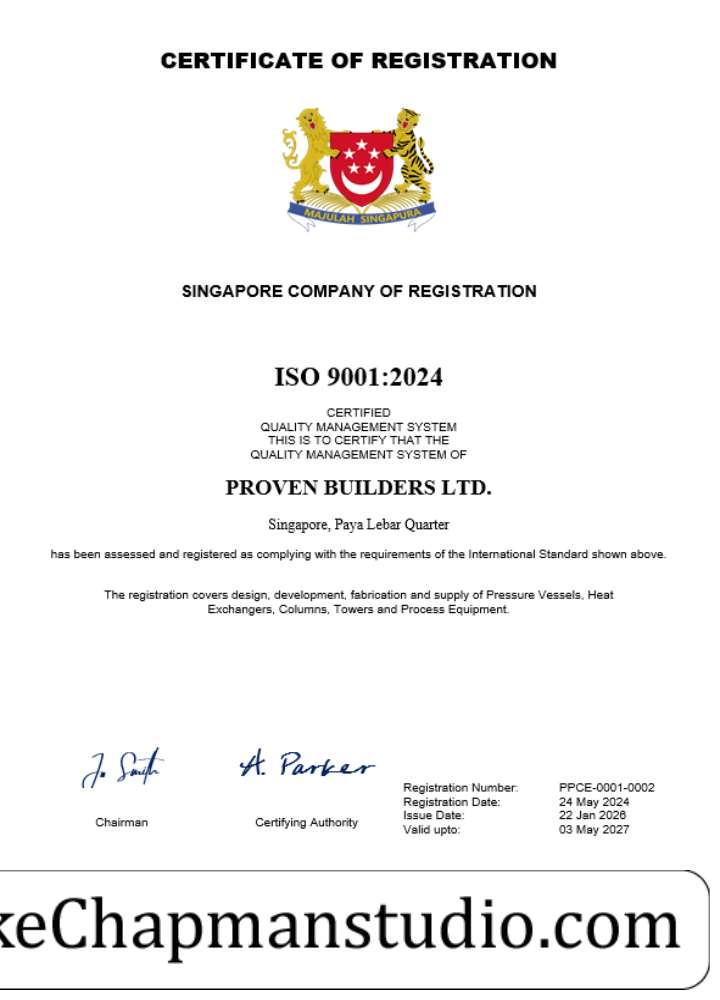 CERTIFICATE OF REGISTRATION
MAJULAH SINGAPURA
SINGAPORE COMPANY OF REGISTRATION
ISO 9001:2024
CERTIFIED
QUALITY MANAGEMENT SYSTEM
THIS IS TO CERTIFY THAT THE
QUALITY MANAGEMENT SYSTEM OF
PROVEN BUILDERS LTD.
Singapore, Paya Lebar Quarter
has been assessed and registered as complying with the requirements of the International Standard shown above.
The registration covers design, development, fabrication and supply of Pressure Vessels, Heat
Exchangers, Columns, Towers and Process Equipment.
Ju Smith
A. Parker
Chairman
Certifying Authority
Registration Number: PPCE-0001-0002
Registration Date: 24 May 2024
Issue Date: 22 Jan 2026
Valid upto: 03 May 2027
keChapmanstudio.com